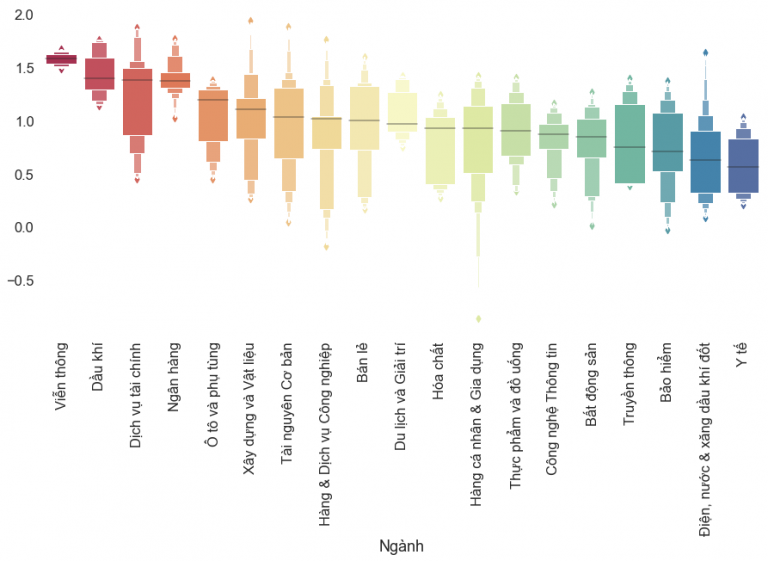 2.0
1.5
1.0
0.5
0.0
−0.5
Viễn thông
Dầu khí
Dịch vụ tài chính
Ngân hàng
Ô tô và phụ tùng
Xây dựng và Vật liệu
Tài nguyên Cơ bản
Hàng & Dịch vụ Công nghiệp
Bán lẻ
Du lịch và Giải trí
Hóa chất
Hàng cá nhân & Gia dụng
Thực phẩm và đồ uống
Công nghệ Thông tin
Bất động sản
Truyền thông
Bảo hiểm
Điện, nước & xăng dầu khí đốt
Y tế
Ngành